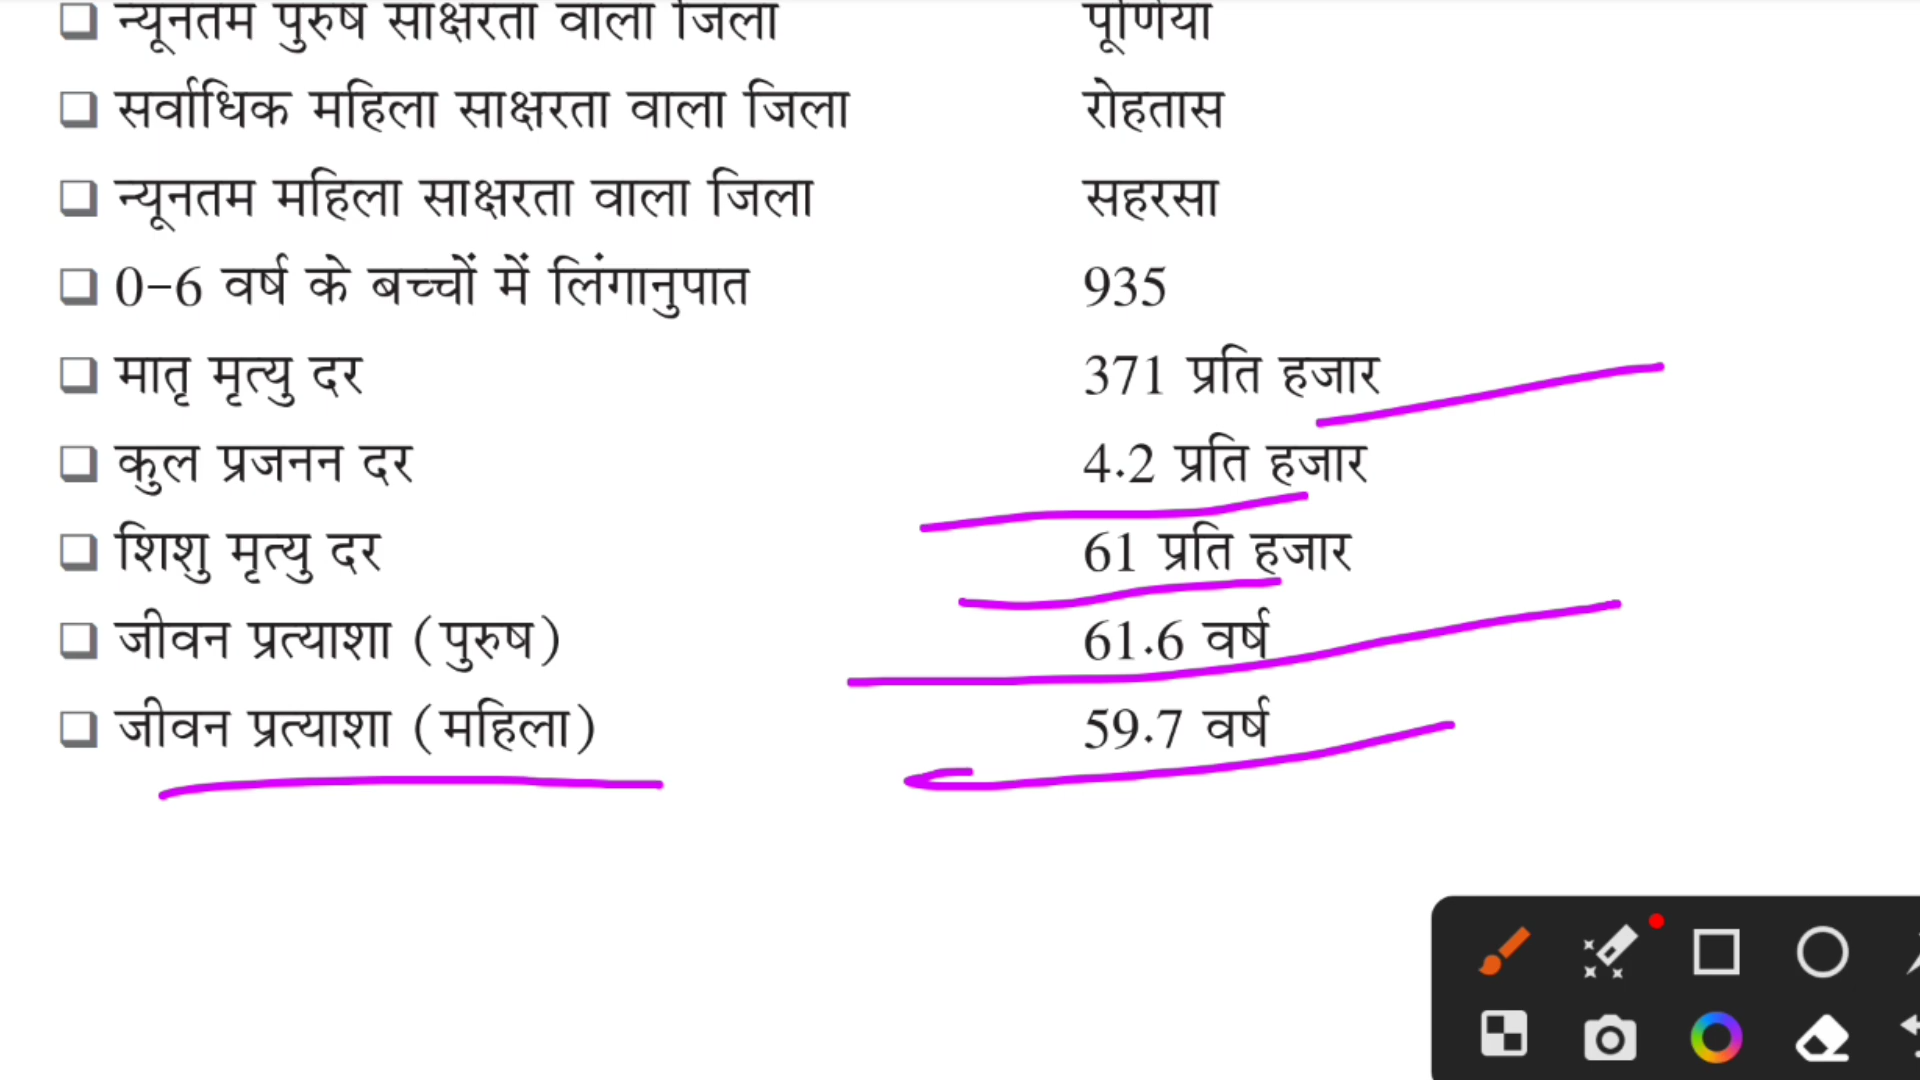 ❑ न्यूनतम पुरुष साक्षरता वाला जिला पूर्णिया
❑ सर्वाधिक महिला साक्षरता वाला जिला रोहतास
❑ न्यूनतम महिला साक्षरता वाला जिला सहरसा
❑ 0-6 वर्ष के बच्चों में लिंगानुपात 935
❑ मातृ मृत्यु दर 371 प्रति हजार
❑ कुल प्रजनन दर 4.2 प्रति हजार
❑ शिशु मृत्यु दर 61 प्रति हजार
❑ जीवन प्रत्याशा (पुरुष) 61.6 वर्ष
❑ जीवन प्रत्याशा (महिला) 59.7 वर्ष